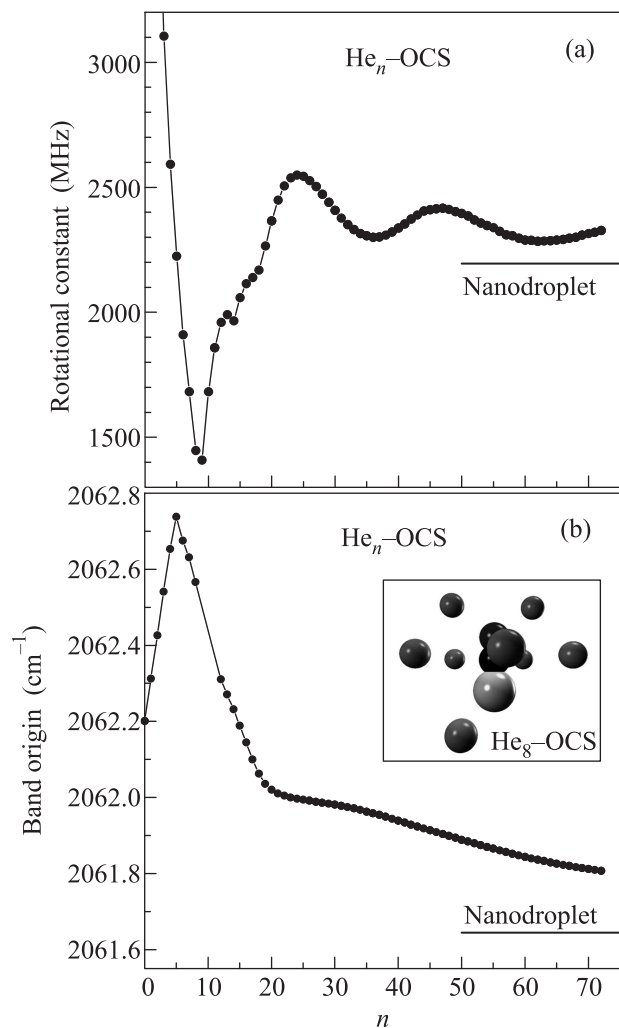 3000
2500
2000
1500
Rotational constant (MHz)
Heₙ–OCS
(a)
Nanodroplet
2062.8
2062.6
2062.4
2062.2
2062.0
2061.8
2061.6
Band origin (cm⁻¹)
Heₙ–OCS
(b)
He₈–OCS
Nanodroplet
0 10 20 30 40 50 60 70
n